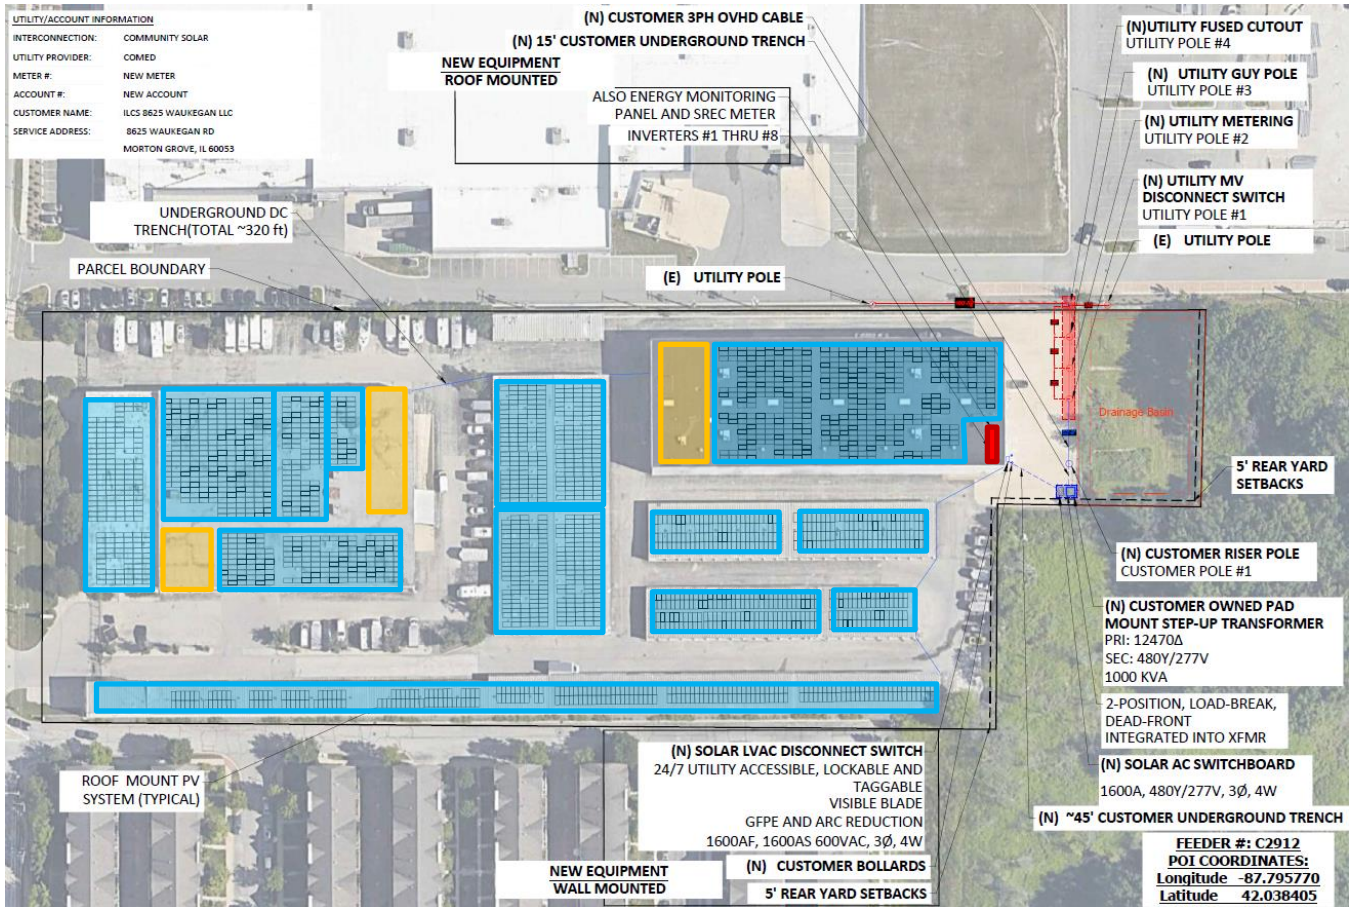 UTILITY/ACCOUNT INFORMATION
INTERCONNECTION: COMMUNITY SOLAR
UTILITY PROVIDER: COMED
METER #: NEW METER
ACCOUNT #: NEW ACCOUNT
CUSTOMER NAME: ILCS 8625 WAUKEGAN LLC
SERVICE ADDRESS: 8625 WAUKEGAN RD
MORTON GROVE, IL 60053
(N) CUSTOMER 3PH OVHD CABLE
(N) 15' CUSTOMER UNDERGROUND TRENCH
NEW EQUIPMENT
ROOF MOUNTED
ALSO ENERGY MONITORING
PANEL AND SREC METER
INVERTERS #1 THRU #8
(N)UTILITY FUSED CUTOUT
UTILITY POLE #4
(N) UTILITY GUY POLE
UTILITY POLE #3
(N) UTILITY METERING
UTILITY POLE #2
(N) UTILITY MV
DISCONNECT SWITCH
UTILITY POLE #1
(E) UTILITY POLE
UNDERGROUND DC
TRENCH(TOTAL ~320 ft)
PARCEL BOUNDARY
(E) UTILITY POLE
Drainage Basin
5' REAR YARD
SETBACKS
(N) CUSTOMER RISER POLE
CUSTOMER POLE #1
(N) CUSTOMER OWNED PAD
MOUNT STEP-UP TRANSFORMER
PRI: 12470Δ
SEC: 480Y/277V
1000 KVA
2-POSITION, LOAD-BREAK,
DEAD-FRONT
INTEGRATED INTO XFMR
(N) SOLAR AC SWITCHBOARD
1600A, 480Y/277V, 3Ø, 4W
(N) ~45' CUSTOMER UNDERGROUND TRENCH
ROOF MOUNT PV
SYSTEM (TYPICAL)
(N) SOLAR LVAC DISCONNECT SWITCH
24/7 UTILITY ACCESSIBLE, LOCKABLE AND
TAGGABLE
VISIBLE BLADE
GFPE AND ARC REDUCTION
1600AF, 1600AS 600VAC, 3Ø, 4W
(N) CUSTOMER BOLLARDS
NEW EQUIPMENT
WALL MOUNTED
5' REAR YARD SETBACKS
FEEDER #: C2912
POI COORDINATES:
Longitude -87.795770
Latitude 42.038405